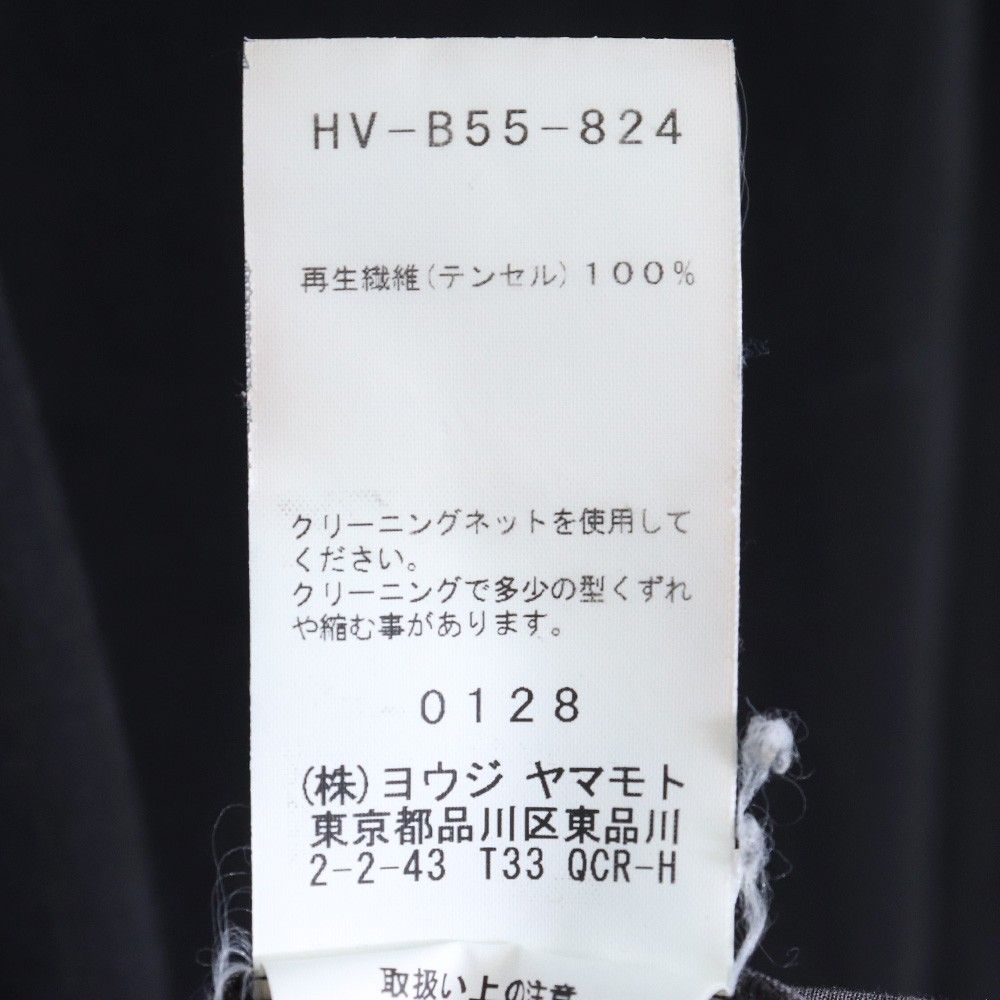 HV-B55-824
再生繊維(テンセル)100%
クリーニングネットを使用して
ください。
クリーニングで多少の型くずれ
や縮む事があります。
0128
(株)ヨウジ ヤマモト
東京都品川区東品川
2-2-43 T33 QCR-H
取扱い上の注意